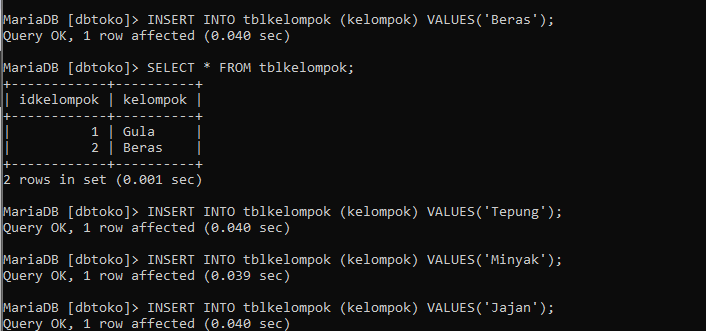 MariaDB [dbtoko]> INSERT INTO tblkelompok (kelompok) VALUES('Beras');
Query OK, 1 row affected (0.040 sec)
MariaDB [dbtoko]> SELECT * FROM tblkelompok;
+------------+----------+
| idkelompok | kelompok |
+------------+----------+
|          1 | Gula     |
|          2 | Beras    |
+------------+----------+
2 rows in set (0.001 sec)
MariaDB [dbtoko]> INSERT INTO tblkelompok (kelompok) VALUES('Tepung');
Query OK, 1 row affected (0.040 sec)
MariaDB [dbtoko]> INSERT INTO tblkelompok (kelompok) VALUES('Minyak');
Query OK, 1 row affected (0.039 sec)
MariaDB [dbtoko]> INSERT INTO tblkelompok (kelompok) VALUES('Jajan');
Query OK, 1 row affected (0.040 sec)